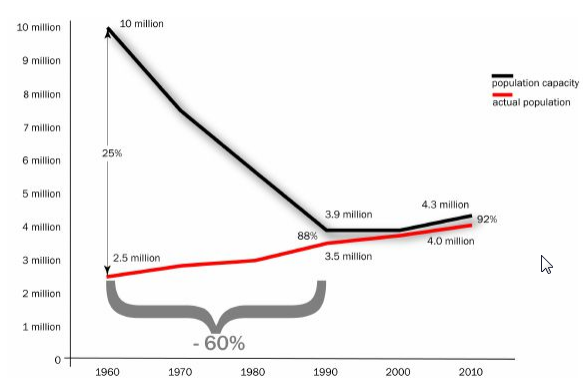 10 million
10 million
9 million
8 million
7 million
6 million
5 million
4 million
3 million
2 million
1 million
0
population capacity
actual population
25%
3.9 million
4.3 million
88%
92%
4.0 million
2.5 million
3.5 million
- 60%
1960 1970 1980 1990 2000 2010